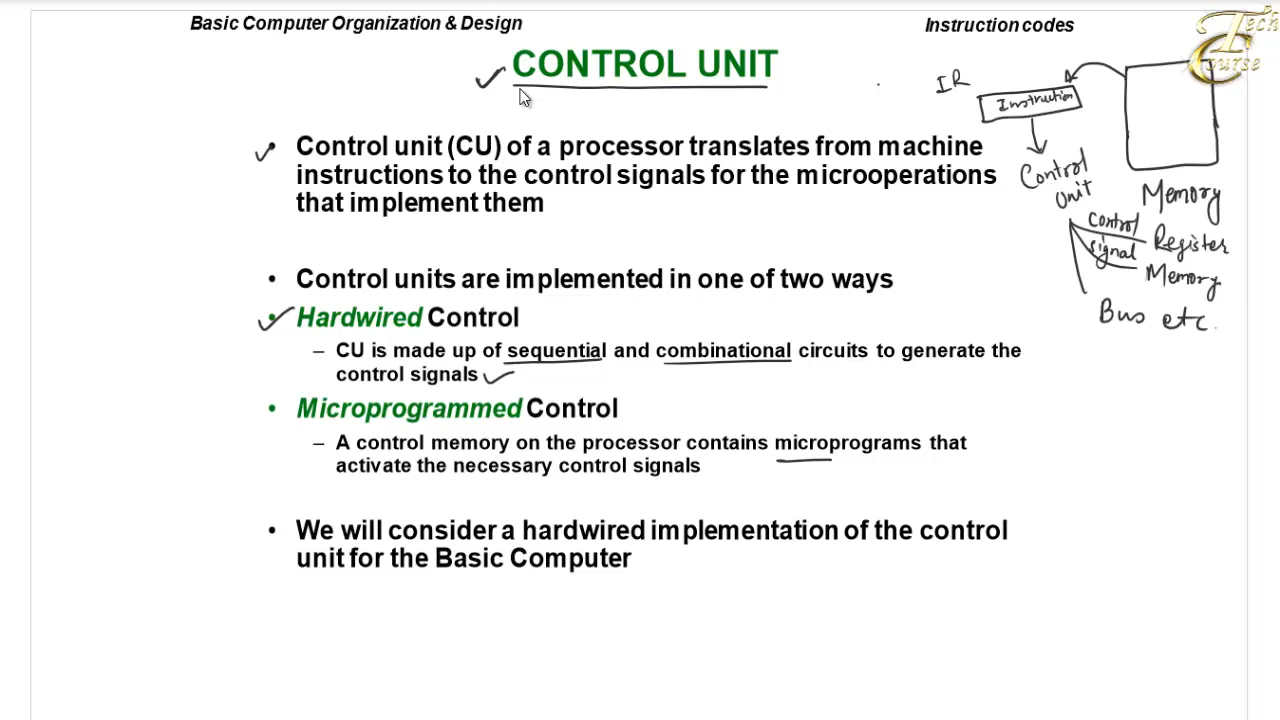 Basic Computer Organization & Design
Instruction codes
Tech
Course
CONTROL UNIT
IR
Instruction
Control
Unit
Memory
Control
signal
Register
Memory
Bus etc.
• Control unit (CU) of a processor translates from machine
instructions to the control signals for the microoperations
that implement them
• Control units are implemented in one of two ways
• Hardwired Control
– CU is made up of sequential and combinational circuits to generate the
control signals
• Microprogrammed Control
– A control memory on the processor contains microprograms that
activate the necessary control signals
• We will consider a hardwired implementation of the control
unit for the Basic Computer